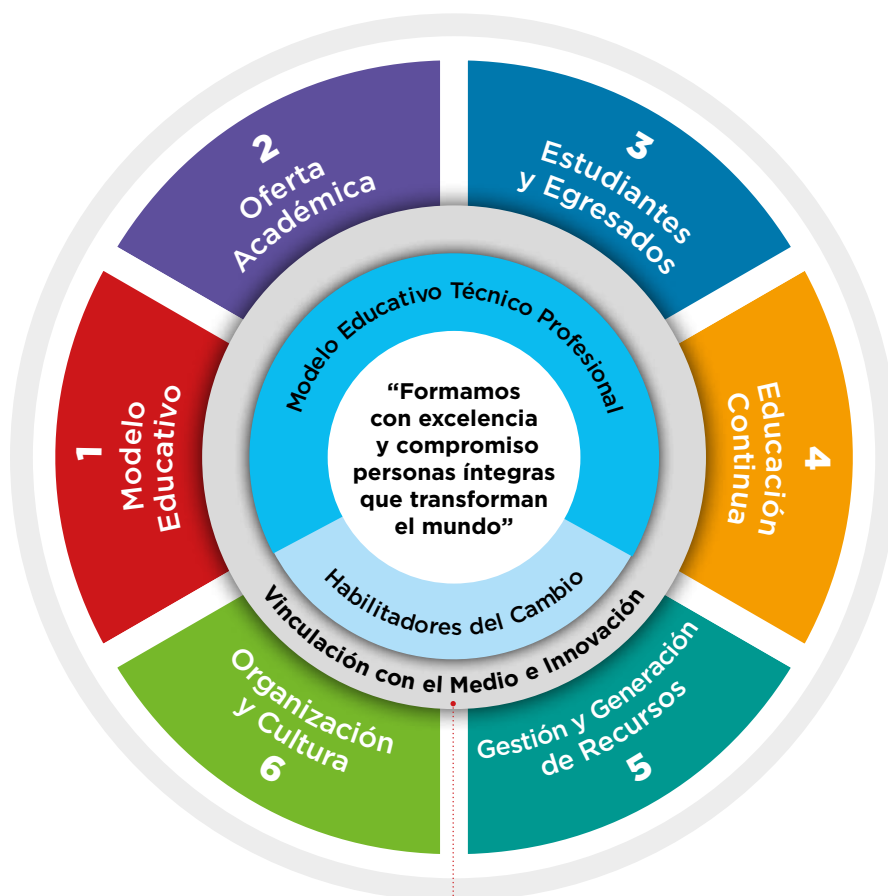 1
Modelo
Educativo
2
Oferta
Académica
3
Estudiantes
y Egresados
4
Educación
Continua
Gestión y Generación
de Recursos
5
Organización
y Cultura
6
Modelo Educativo Técnico Profesional
“Formamos
con excelencia
y compromiso
personas íntegras
que transforman
el mundo”
Habilitadores del Cambio
Vinculación con el Medio e Innovación